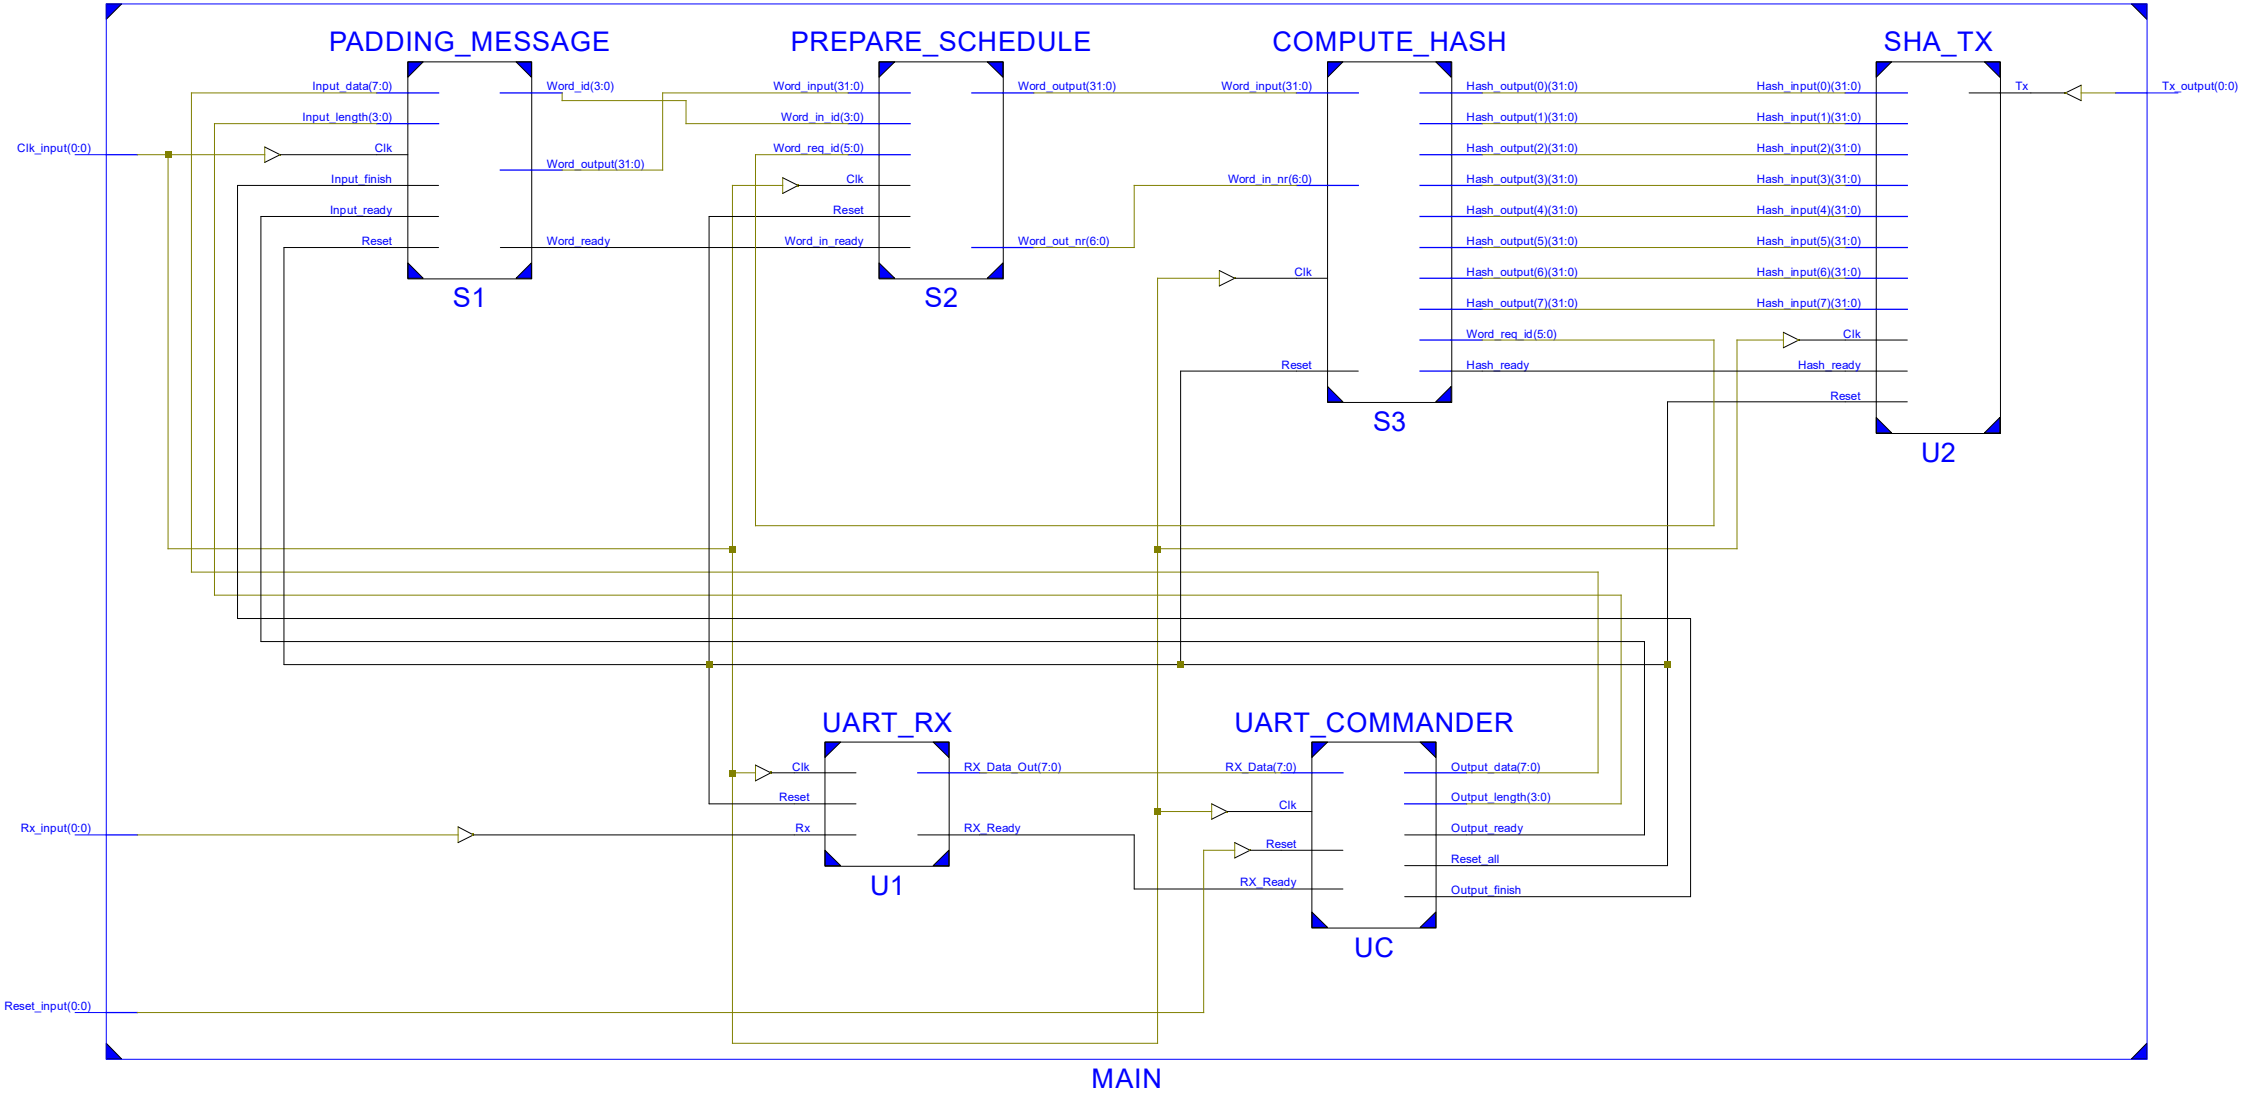 PADDING_MESSAGE
PREPARE_SCHEDULE
COMPUTE_HASH
SHA_TX
Input_data(7:0)
Input_length(3:0)
Clk
Input_finish
Input_ready
Reset
Word_id(3:0)
Word_output(31:0)
Word_ready
S1
Word_input(31:0)
Word_in_id(3:0)
Word_req_id(5:0)
Clk
Reset
Word_in_ready
Word_output(31:0)
Word_out_nr(6:0)
S2
Word_input(31:0)
Word_in_nr(6:0)
Clk
Reset
Hash_output(0)(31:0)
Hash_output(1)(31:0)
Hash_output(2)(31:0)
Hash_output(3)(31:0)
Hash_output(4)(31:0)
Hash_output(5)(31:0)
Hash_output(6)(31:0)
Hash_output(7)(31:0)
Word_req_id(5:0)
Hash_ready
S3
Hash_input(0)(31:0)
Hash_input(1)(31:0)
Hash_input(2)(31:0)
Hash_input(3)(31:0)
Hash_input(4)(31:0)
Hash_input(5)(31:0)
Hash_input(6)(31:0)
Hash_input(7)(31:0)
Clk
Hash_ready
Reset
Tx
U2
Tx_output(0:0)
Clk_input(0:0)
Rx_input(0:0)
Reset_input(0:0)
UART_RX
Clk
Reset
Rx
RX_Data_Out(7:0)
RX_Ready
U1
UART_COMMANDER
RX_Data(7:0)
Clk
Reset
RX_Ready
Output_data(7:0)
Output_length(3:0)
Output_ready
Reset_all
Output_finish
UC
MAIN